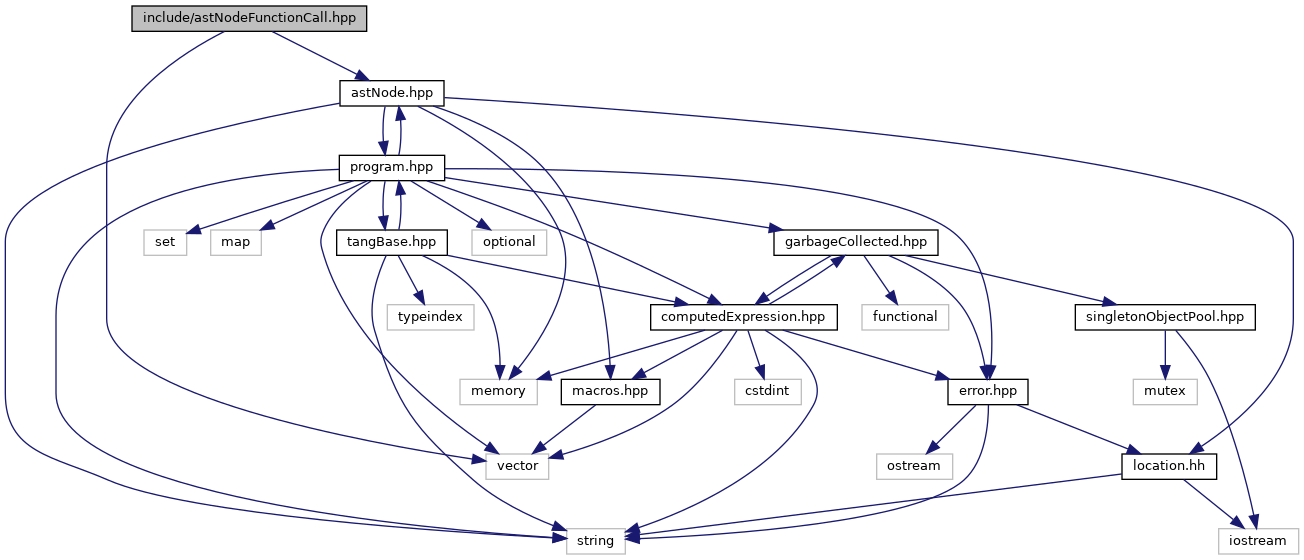 include/astNodeFunctionCall.hpp
astNode.hpp
program.hpp
set
map
tangBase.hpp
optional
garbageCollected.hpp
typeindex
computedExpression.hpp
functional
singletonObjectPool.hpp
memory
macros.hpp
cstdint
error.hpp
mutex
vector
ostream
location.hh
string
iostream